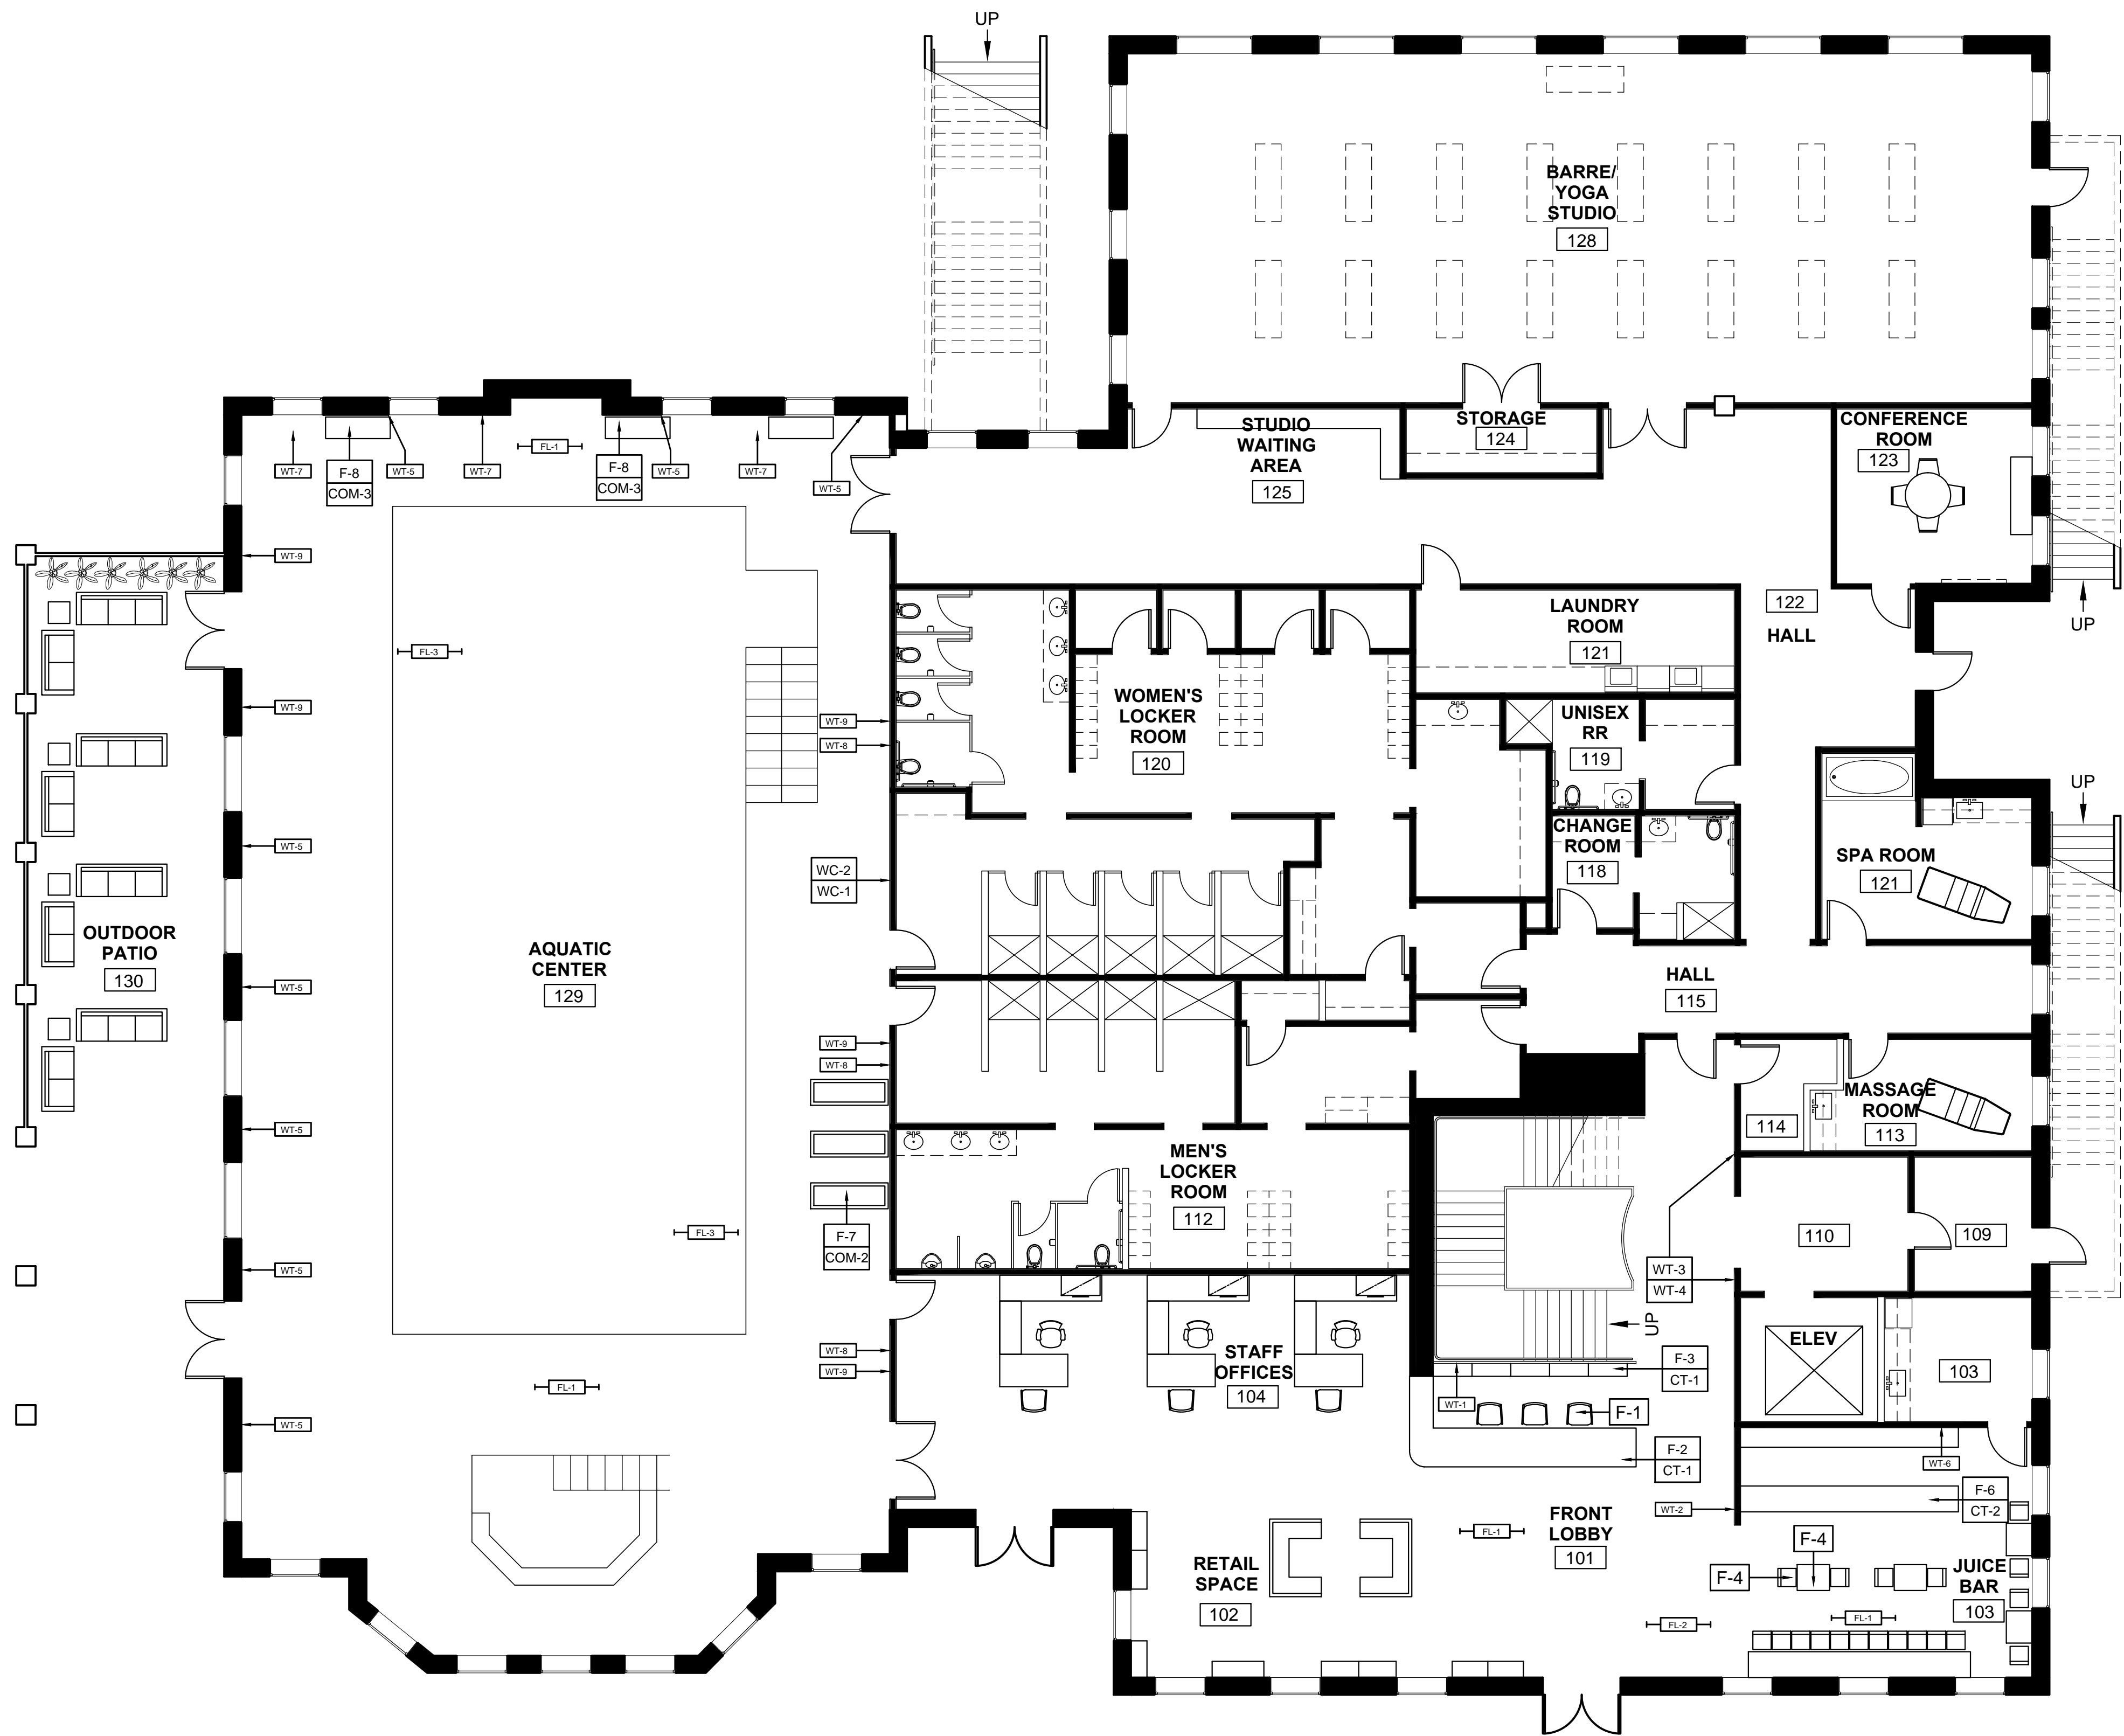 UP
BARRE/
YOGA
STUDIO
128
STUDIO
WAITING
AREA
125
STORAGE
124
CONFERENCE
ROOM
123
UP
WT-7
F-8
COM-3
WT-5
WT-7
FL-1
F-8
COM-3
WT-5
WT-7
WT-5
WT-9
FL-3
WT-9
WT-9
WT-8
WOMEN'S
LOCKER
ROOM
120
LAUNDRY
ROOM
121
122
HALL
UNISEX
RR
119
CHANGE
ROOM
118
SPA ROOM
121
UP
WT-5
WC-2
WC-1
OUTDOOR
PATIO
130
AQUATIC
CENTER
129
WT-5
HALL
115
WT-9
WT-8
WT-5
MASSAGE
ROOM
113
114
MEN'S
LOCKER
ROOM
112
FL-3
F-7
COM-2
WT-5
110
109
WT-3
WT-4
UP
ELEV
103
WT-8
WT-9
FL-1
WT-5
STAFF
OFFICES
104
F-3
CT-1
WT-1
F-1
F-2
CT-1
WT-6
F-6
CT-2
WT-2
FL-1
FRONT
LOBBY
101
RETAIL
SPACE
102
F-4
F-4
JUICE
BAR
103
FL-2
FL-1